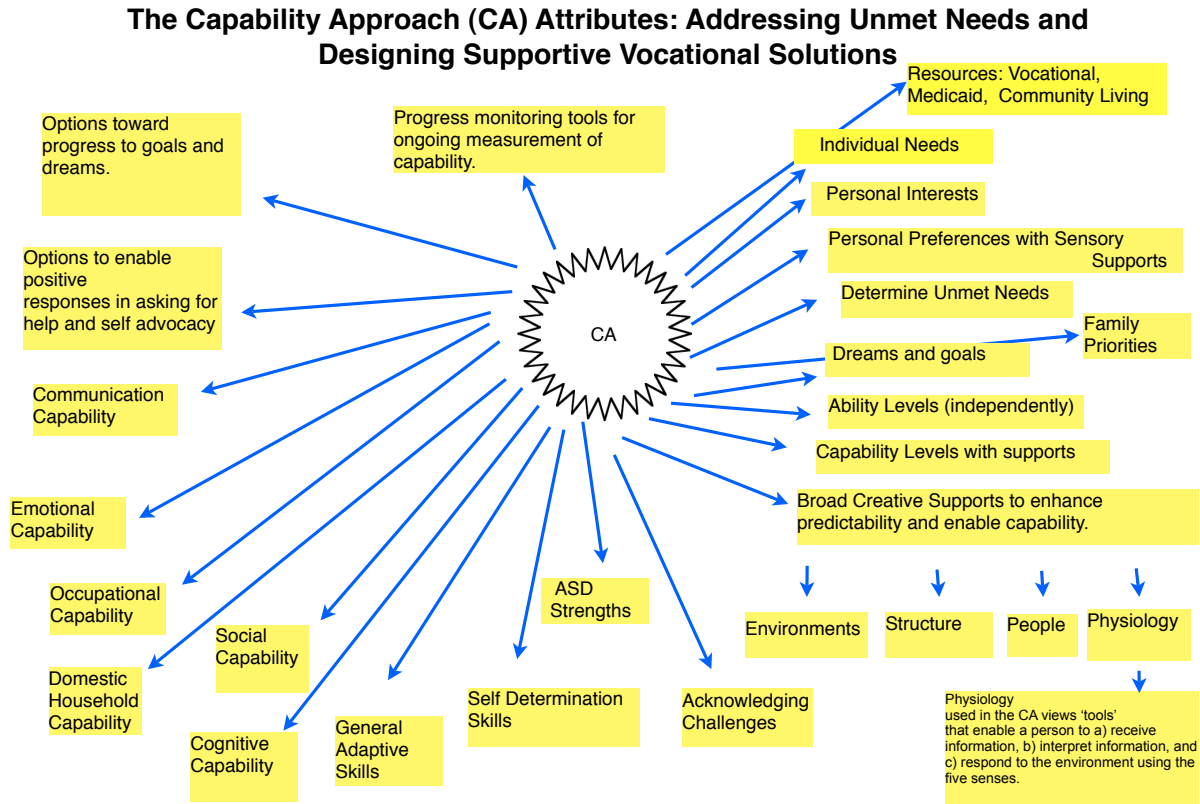 The Capability Approach (CA) Attributes: Addressing Unmet Needs and
Designing Supportive Vocational Solutions
Resources: Vocational,
Medicaid, Community Living
Options toward
progress to goals and
dreams.
Progress monitoring tools for
ongoing measurement of
capability.
Individual Needs
Personal Interests
Personal Preferences with Sensory
Supports
Options to enable
positive
responses in asking for
help and self advocacy
Determine Unmet Needs
Family
Priorities
CA
Dreams and goals
Communication
Capability
Ability Levels (independently)
Capability Levels with supports
Emotional
Capability
Broad Creative Supports to enhance
predictability and enable capability.
Occupational
Capability
ASD
Strengths
Environments
Structure
People
Physiology
Social
Capability
Domestic
Household
Capability
Self Determination
Skills
Acknowledging
Challenges
General
Adaptive
Skills
Cognitive
Capability
Physiology
used in the CA views ‘tools’
that enable a person to a) receive
information, b) interpret information, and
c) respond to the environment using the
five senses.